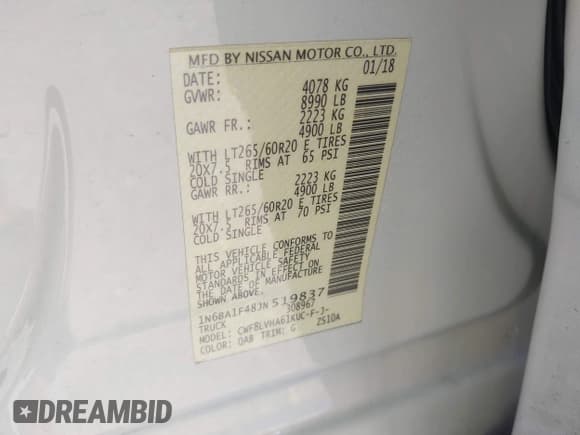 MFD BY NISSAN MOTOR CO., LTD.
DATE: 01/18
GVWR: 4078 KG
8990 LB
GAWR FR.: 2223 KG
4900 LB
WITH LT265/60R20 E TIRES
20X7.5 RIMS AT 65 PSI
COLD SINGLE
GAWR RR.: 2223 KG
4900 LB
WITH LT265/60R20 E TIRES
20X7.5 RIMS AT 70 PSI
COLD SINGLE
THIS VEHICLE CONFORMS TO
ALL APPLICABLE FEDERAL
MOTOR VEHICLE SAFETY
STANDARDS IN EFFECT ON
THE DATE OF MANUFACTURE
SHOWN ABOVE.
1N6BA1F48JN519837
TRUCK 308967
MODEL: CWFBLVHA61KUC-F-J-
COLOR: QAB TRIM: G ZS10A
$DREAMBID
DREAMBID